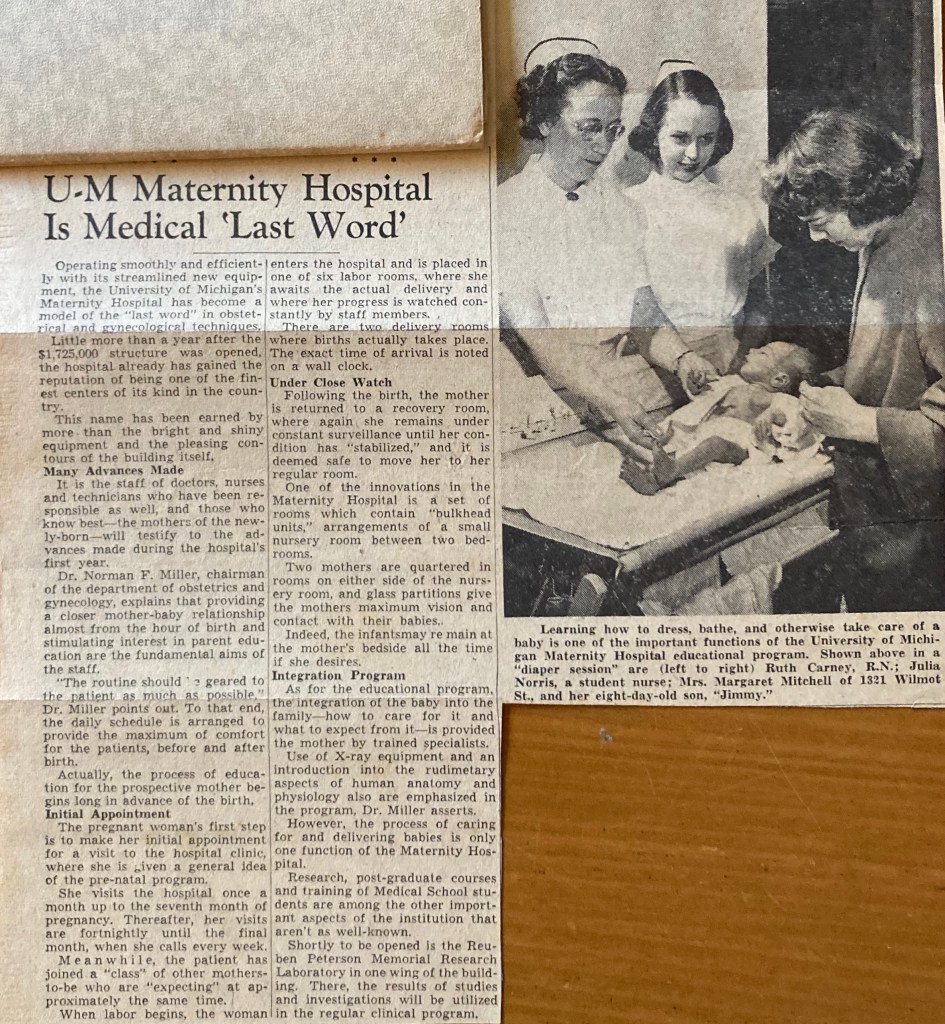 U-M Maternity Hospital
Is Medical 'Last Word'
Operating smoothly and efficient-
ly with its streamlined new equip-
ment, the University of Michigan's
Maternity Hospital has become a
model of the "last word" in obstet-
rical and gynecological techniques.
Little more than a year after the
$1,725,000 structure was opened,
the hospital already has gained the
reputation of being one of the fin-
est centers of its kind in the coun-
try.
This name has been earned by
more than the bright and shiny
equipment and the pleasing con-
tours of the building itself.
Many Advances Made
It is the staff of doctors, nurses
and technicians who have been re-
sponsible as well, and those who
know best—the mothers of the new-
ly-born—will testify to the ad-
vances made during the hospital's
first year.
Dr. Norman F. Miller, chairman
of the department of obstetrics and
gynecology, explains that providing
a closer mother-baby relationship
almost from the hour of birth and
stimulating interest in parent edu-
cation are the fundamental aims of
the staff.
"The routine should geared to
the patient as much as possible,"
Dr. Miller points out. To that end,
the daily schedule is arranged to
provide the maximum of comfort
for the patients, before and after
birth.
Actually, the process of educa-
tion for the prospective mother be-
gins long in advance of the birth.
Initial Appointment
The pregnant woman's first step
is to make her initial appointment
for a visit to the hospital clinic,
where she is given a general idea
of the pre-natal program.
She visits the hospital once a
month up to the seventh month of
pregnancy. Thereafter, her visits
are fortnightly until the final
month, when she calls every week.
Meanwhile, the patient has
joined a "class" of other mothers-
to-be who are "expecting" at ap-
proximately the same time.
When labor begins, the woman
enters the hospital and is placed in
one of six labor rooms, where she
awaits the actual delivery and
where her progress is watched con-
stantly by staff members.
There are two delivery rooms
where births actually takes place.
The exact time of arrival is noted
on a wall clock.
Under Close Watch
Following the birth, the mother
is returned to a recovery room,
where again she remains under
constant surveillance until her con-
dition has "stabilized," and it is
deemed safe to move her to her
regular room.
One of the innovations in the
Maternity Hospital is a set of
rooms which contain "bulkhead
units," arrangements of a small
nursery room between two bed-
rooms.
Two mothers are quartered in
rooms on either side of the nurs-
ery room, and glass partitions give
the mothers maximum vision and
contact with their babies.
Indeed, the infantsmay re main at
the mother's bedside all the time
if she desires.
Integration Program
As for the educational program,
the integration of the baby into the
family—how to care for it and
what to expect from it—is provided
the mother by trained specialists.
Use of X-ray equipment and an
introduction into the rudimetary
aspects of human anatomy and
physiology also are emphasized in
the program, Dr. Miller asserts.
However, the process of caring
for and delivering babies is only
one function of the Maternity Hos-
pital.
Research, post-graduate courses
and training of Medical School stu-
dents are among the other import-
ant aspects of the institution that
aren't as well-known.
Shortly to be opened is the Reu-
ben Peterson Memorial Research
Laboratory in one wing of the build-
ing. There, the results of studies
and investigations will be utilized
in the regular clinical program.
Learning how to dress, bathe, and otherwise take care of a
baby is one of the important functions of the University of Michi-
gan Maternity Hospital educational program. Shown above in a
"diaper session" are (left to right) Ruth Carney, R.N.; Julia
Norris, a student nurse; Mrs. Margaret Mitchell of 1321 Wilmot
St., and her eight-day-old son, "Jimmy."